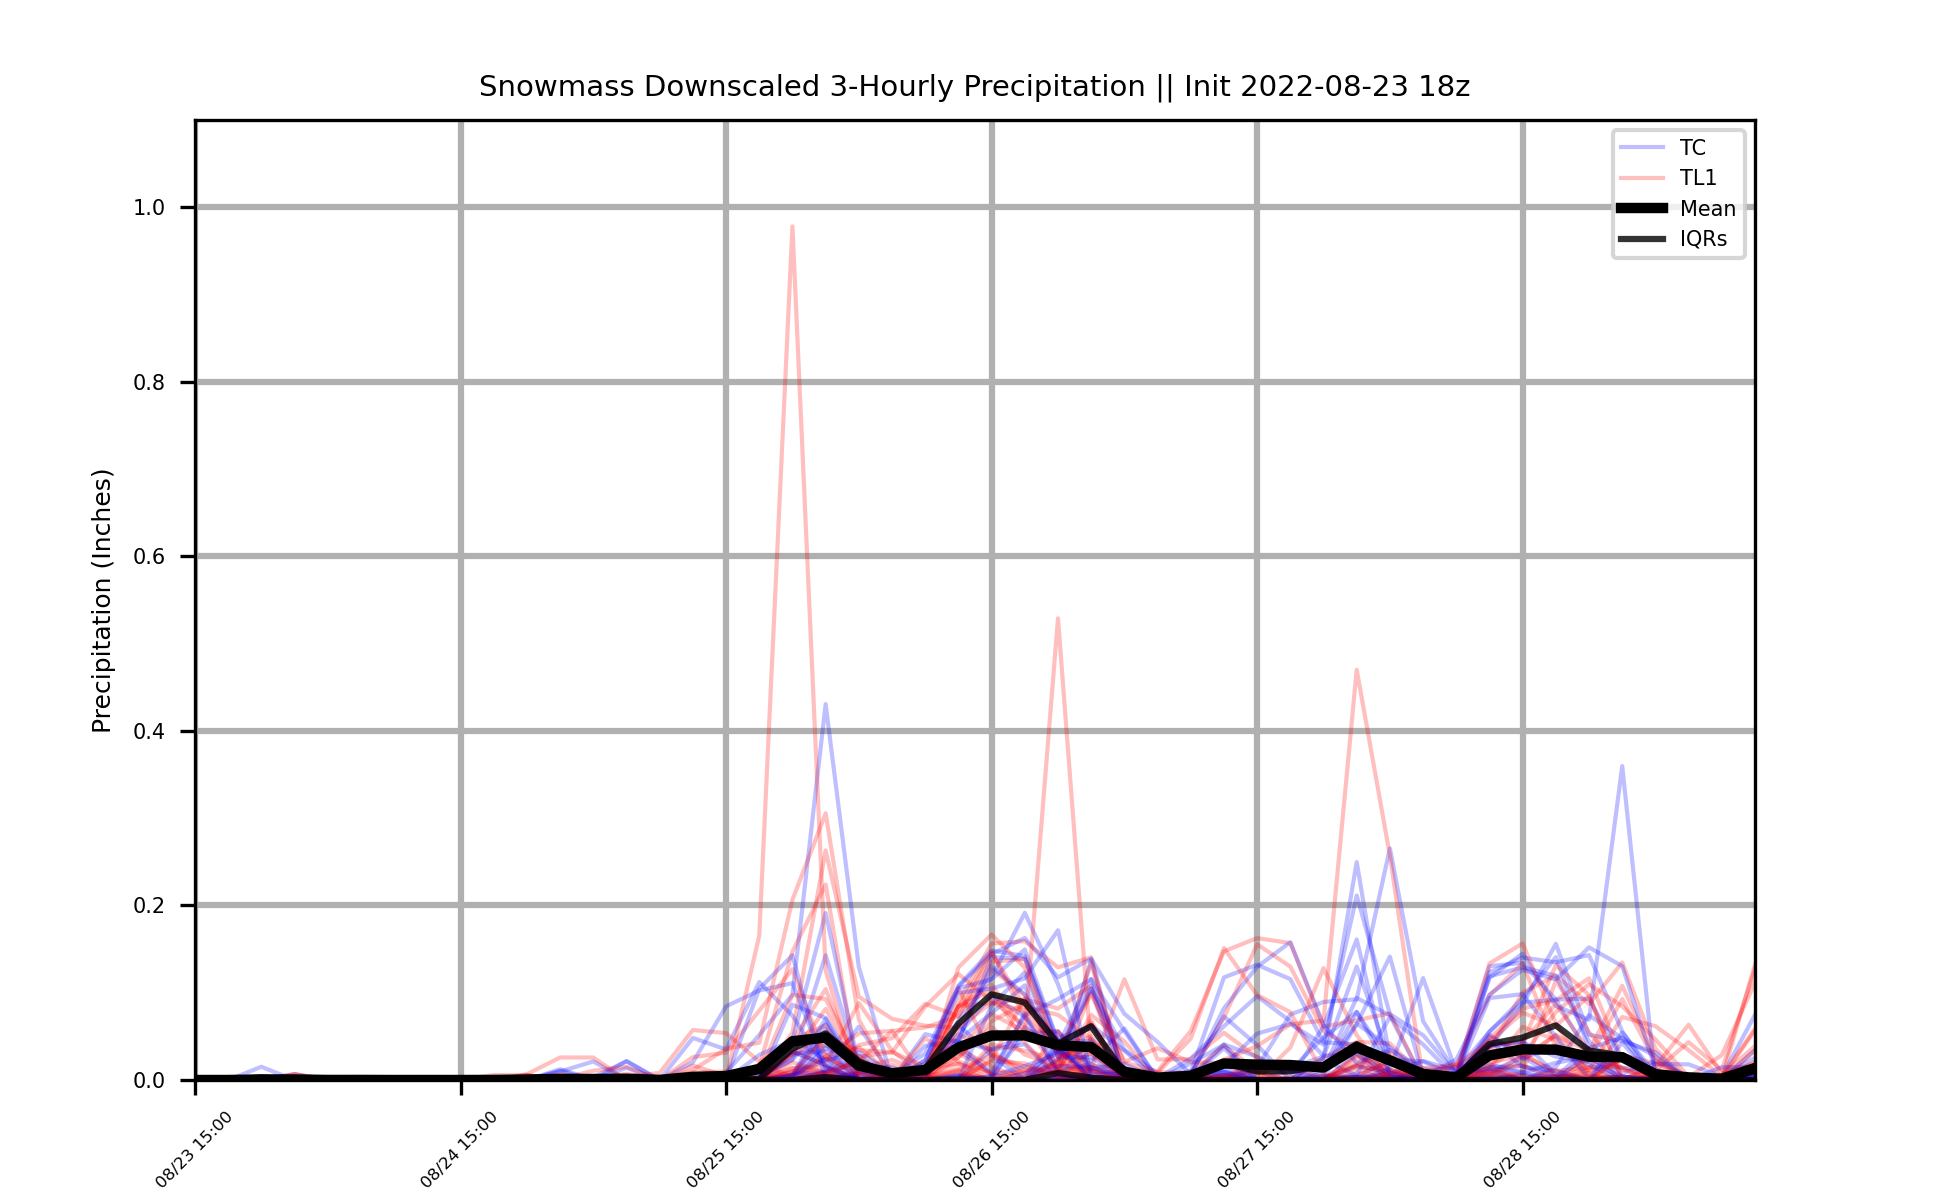 Snowmass Downscaled 3-Hourly Precipitation || Init 2022-08-23 18z
TC
TL1
Mean
IQRs
Precipitation (Inches)
1.0
0.8
0.6
0.4
0.2
0.0
08/23 15:00
08/24 15:00
08/25 15:00
08/26 15:00
08/27 15:00
08/28 15:00